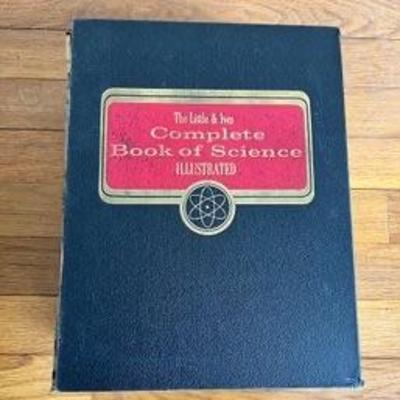 The Little & Ives
Complete
Book of Science
ILLUSTRATED